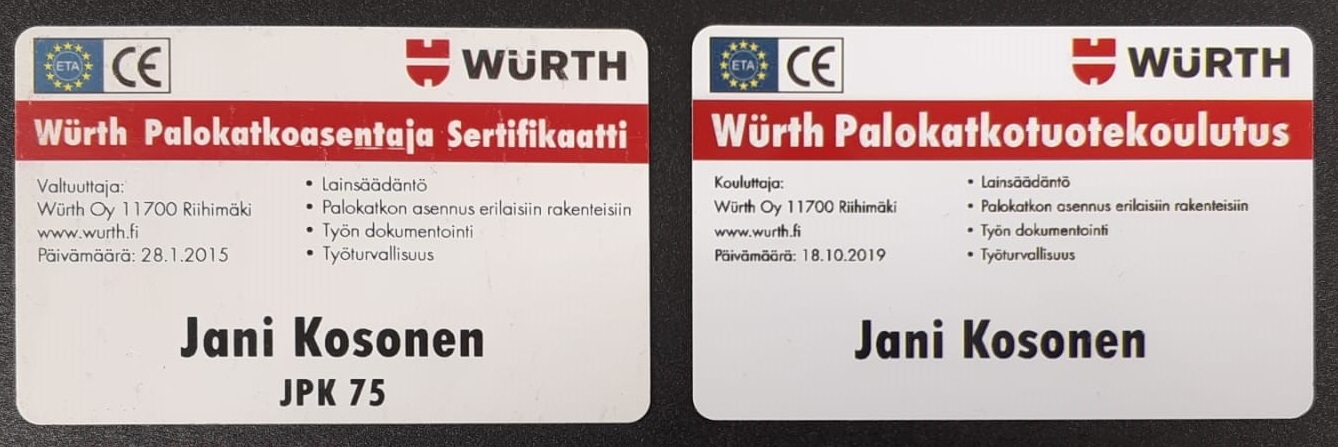 ETA CE WÜRTH
Würth Palokatkoasentaja Sertifikaatti
Valtuuttaja:
Würth Oy 11700 Riihimäki
www.wurth.fi
Päivämäärä: 28.1.2015
• Lainsäädäntö
• Palokatkon asennus erilaisiin rakenteisiin
• Työn dokumentointi
• Työturvallisuus
Jani Kosonen
JPK 75
ETA CE WÜRTH
Würth Palokatkotuotekoulutus
Kouluttaja:
Würth Oy 11700 Riihimäki
www.wurth.fi
Päivämäärä: 18.10.2019
• Lainsäädäntö
• Palokatkon asennus erilaisiin rakenteisiin
• Työn dokumentointi
• Työturvallisuus
Jani Kosonen